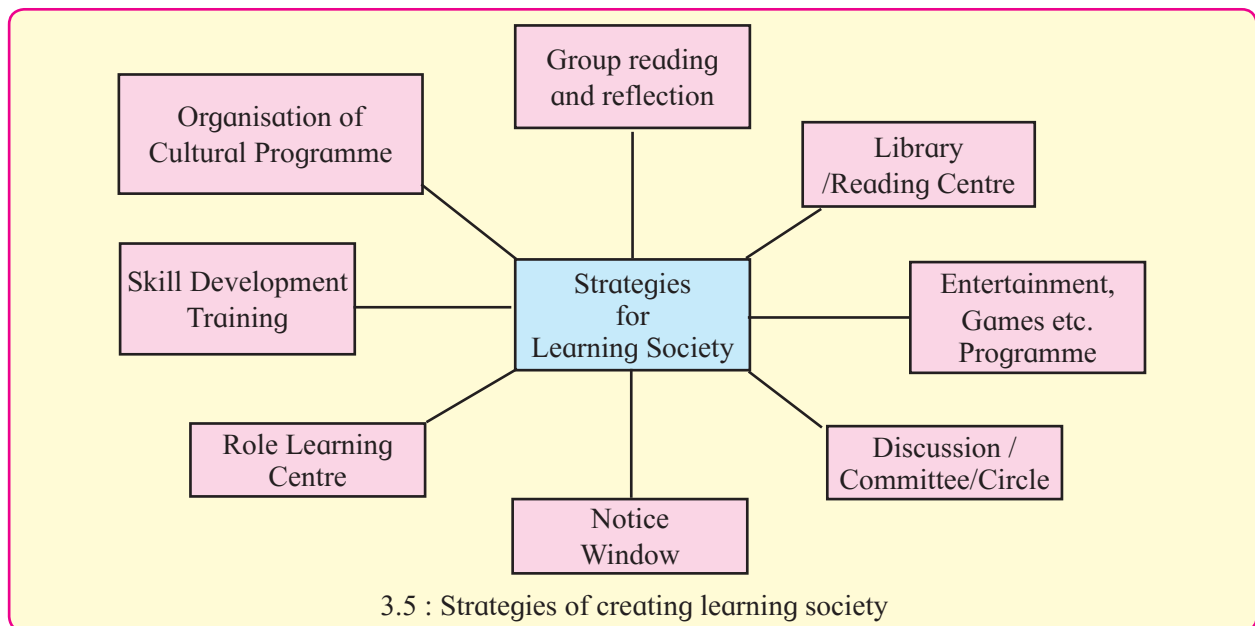 Group reading
and reflection
Organisation of
Cultural Programme
Library
/Reading Centre
Skill Development
Training
Strategies
for
Learning Society
Entertainment,
Games etc.
Programme
Role Learning
Centre
Discussion /
Committee/Circle
Notice
Window
3.5 : Strategies of creating learning society